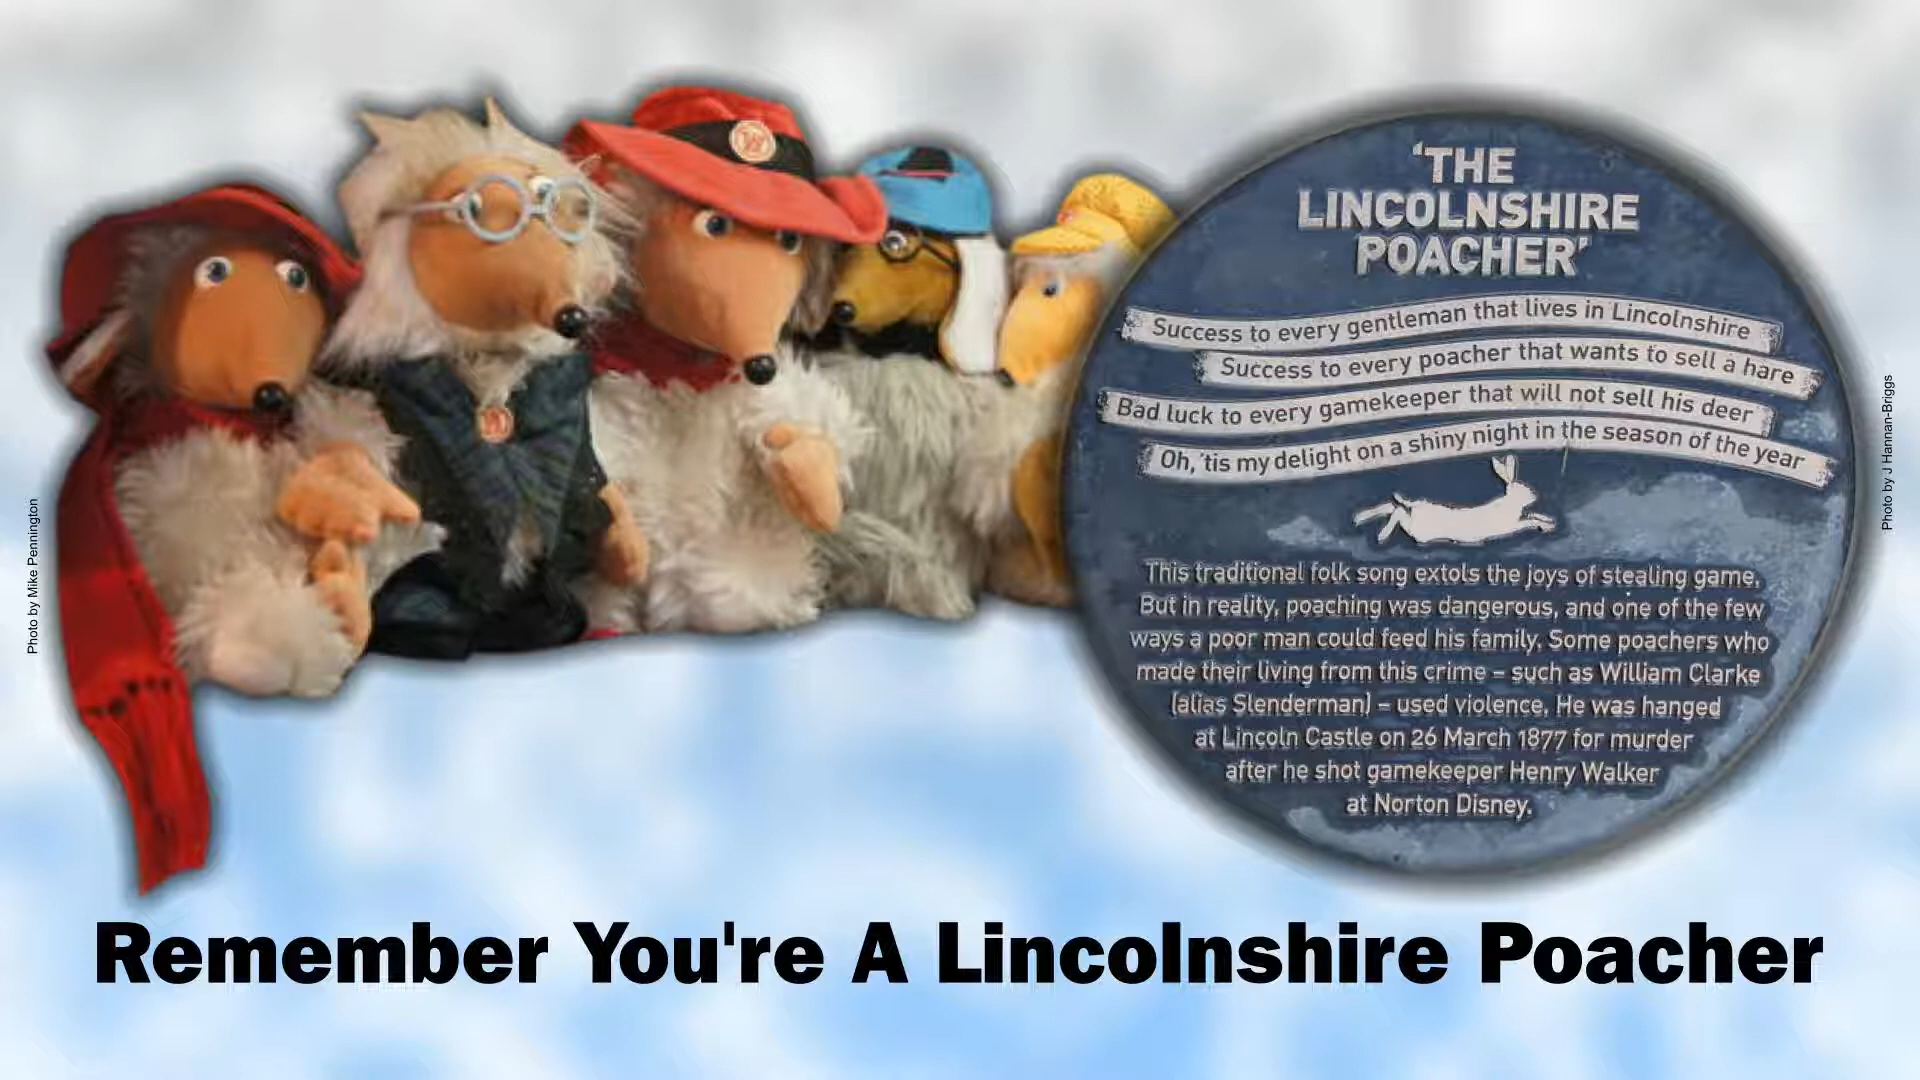 'THE
LINCOLNSHIRE
POACHER'
Success to every gentleman that lives in Lincolnshire
Success to every poacher that wants to sell a hare
Bad luck to every gamekeeper that will not sell his deer
Oh, 'tis my delight on a shiny night in the season of the year
This traditional folk song extols the joys of stealing game.
But in reality, poaching was dangerous, and one of the few
ways a poor man could feed his family. Some poachers who
made their living from this crime – such as William Clarke
(alias Slenderman) – used violence. He was hanged
at Lincoln Castle on 26 March 1877 for murder
after he shot gamekeeper Henry Walker
at Norton Disney.
Photo by Mike Pennington
Photo by J Hannan-Briggs
Remember You're A Lincolnshire Poacher